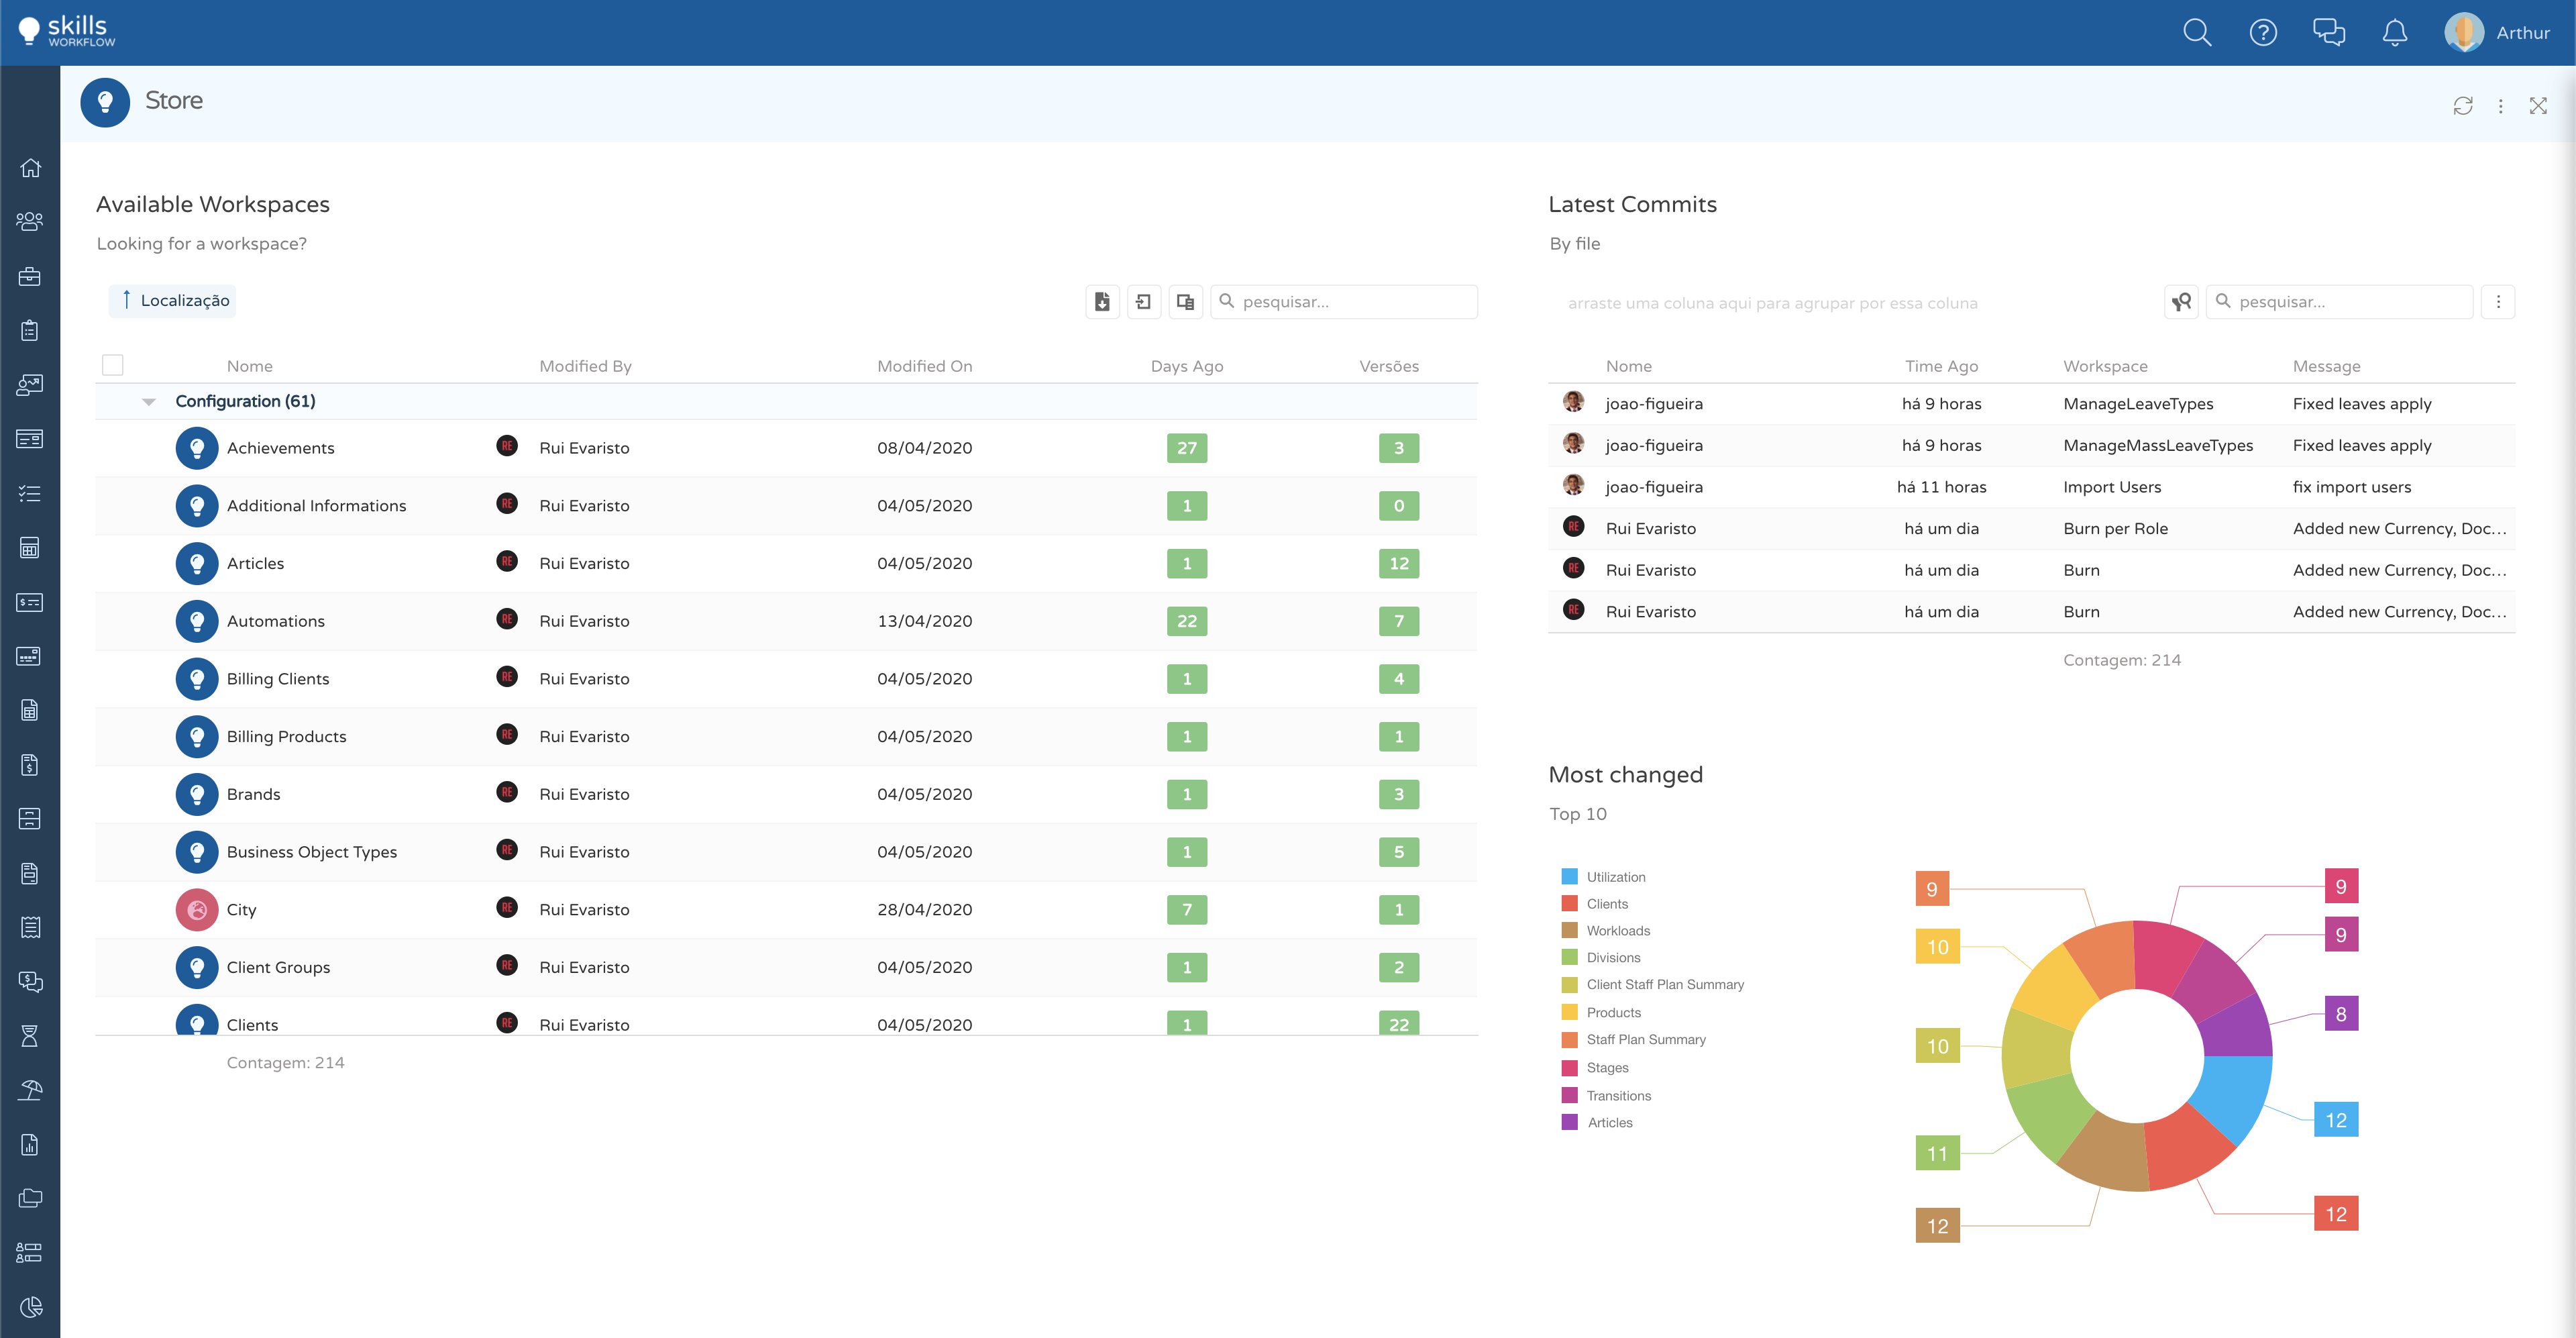 skills
WORKFLOW
Arthur
Store
Available Workspaces
Looking for a workspace?
Localização
pesquisar...
Nome Modified By Modified On Days Ago Versões
Configuration (61)
Achievements RE Rui Evaristo 08/04/2020 27 3
Additional Informations RE Rui Evaristo 04/05/2020 1 0
Articles RE Rui Evaristo 04/05/2020 1 12
Automations RE Rui Evaristo 13/04/2020 22 7
Billing Clients RE Rui Evaristo 04/05/2020 1 4
Billing Products RE Rui Evaristo 04/05/2020 1 1
Brands RE Rui Evaristo 04/05/2020 1 3
Business Object Types RE Rui Evaristo 04/05/2020 1 5
City RE Rui Evaristo 28/04/2020 7 1
Client Groups RE Rui Evaristo 04/05/2020 1 2
Clients RE Rui Evaristo 04/05/2020 1 22
Contagem: 214
Latest Commits
By file
arraste uma coluna aqui para agrupar por essa coluna
pesquisar...
Nome Time Ago Workspace Message
joao-figueira há 9 horas ManageLeaveTypes Fixed leaves apply
joao-figueira há 9 horas ManageMassLeaveTypes Fixed leaves apply
joao-figueira há 11 horas Import Users fix import users
RE Rui Evaristo há um dia Burn per Role Added new Currency, Doc...
RE Rui Evaristo há um dia Burn Added new Currency, Doc...
RE Rui Evaristo há um dia Burn Added new Currency, Doc...
Contagem: 214
Most changed
Top 10
Utilization
Clients
Workloads
Divisions
Client Staff Plan Summary
Products
Staff Plan Summary
Stages
Transitions
Articles
9
9
10
9
8
10
12
11
12
12